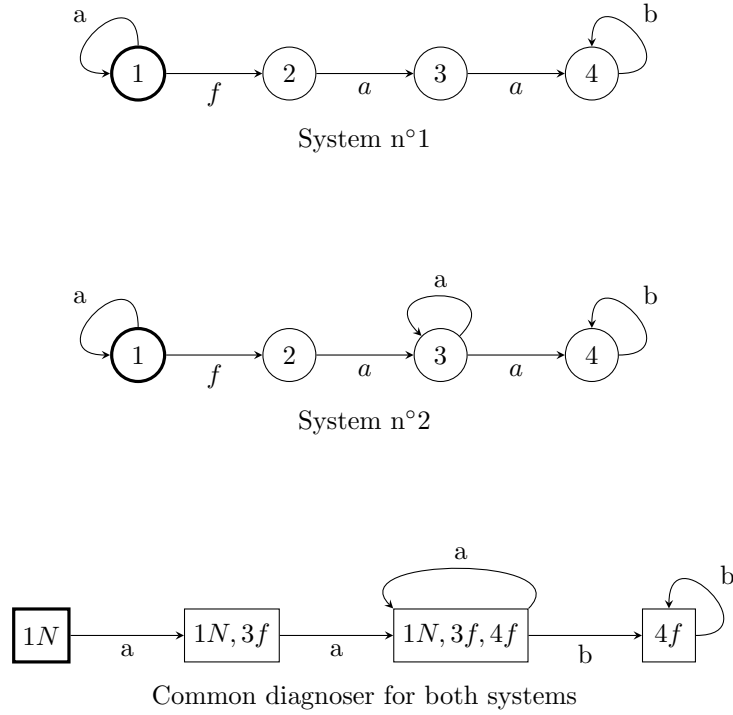 a b
1 2 3 4
f a a
System n°1
a a b
1 2 3 4
f a a
System n°2
a b
1N 1N, 3f 1N, 3f, 4f 4f
a a b
Common diagnoser for both systems